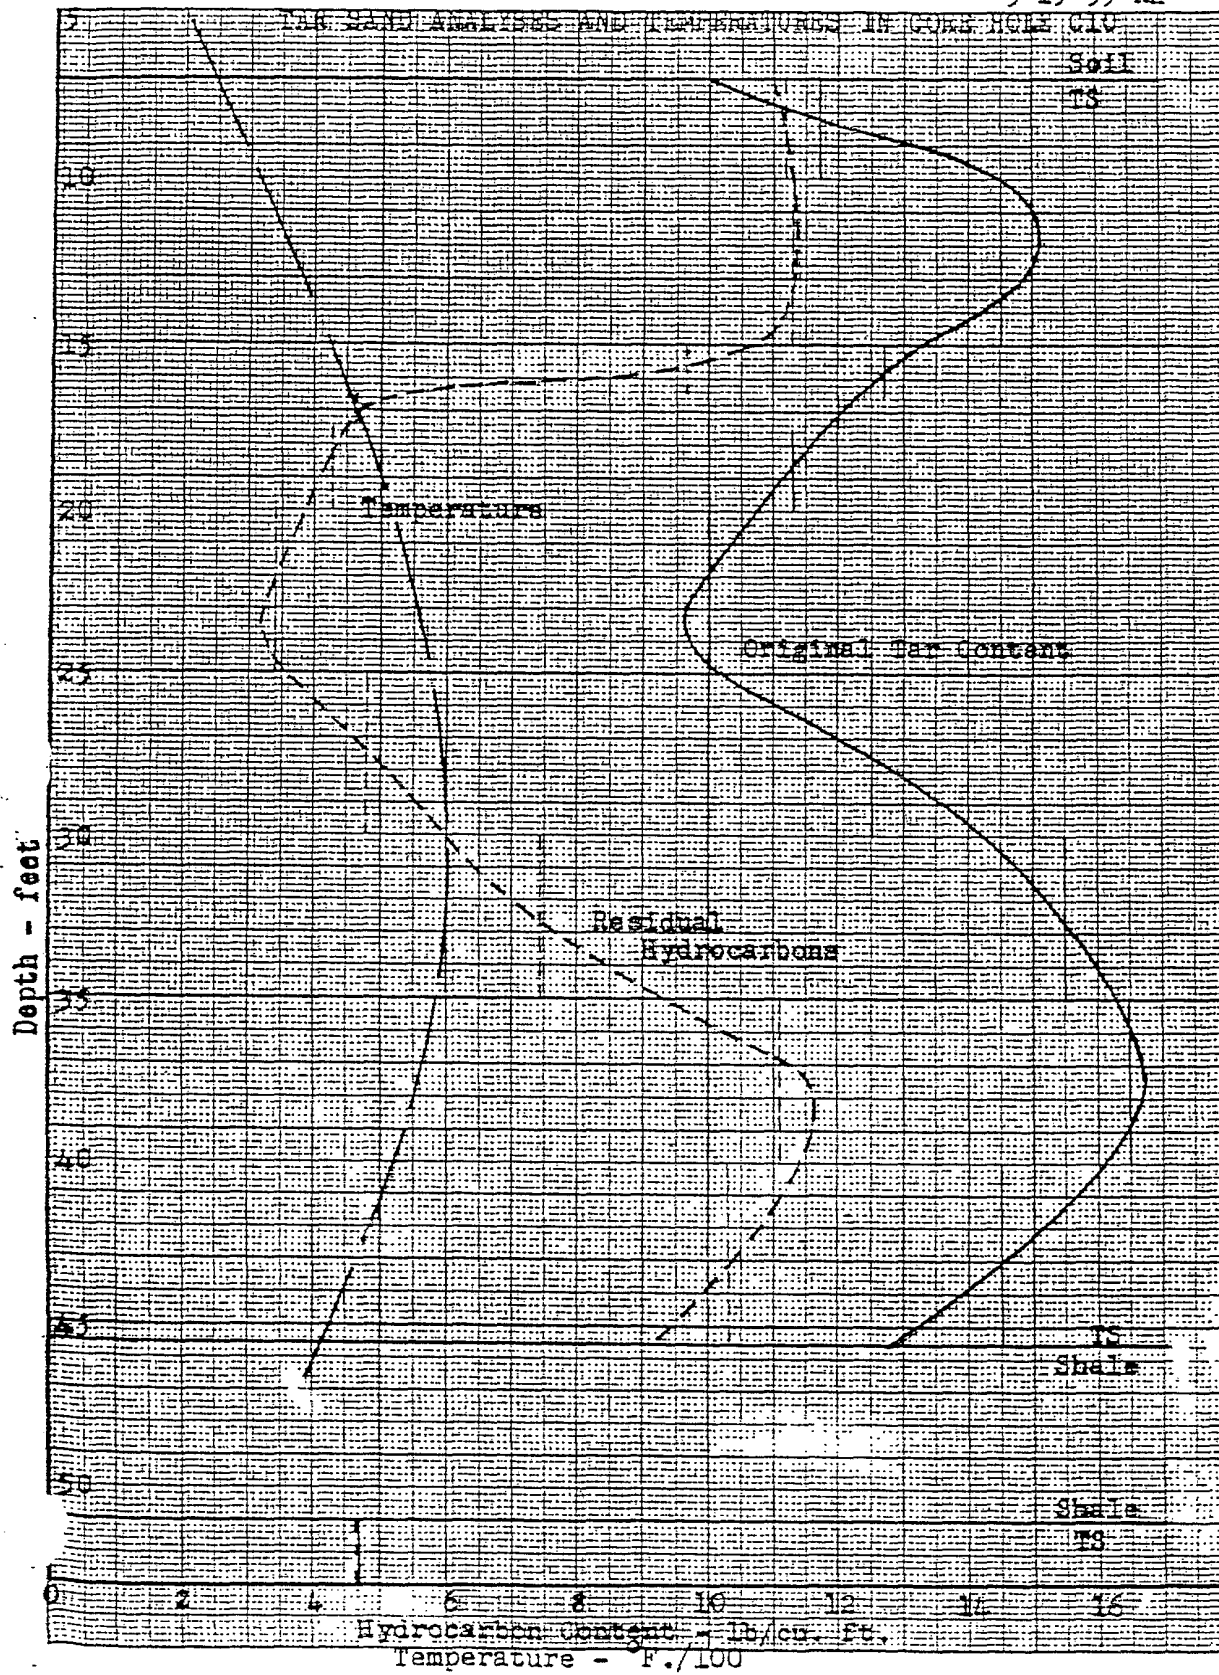 TAR SAND ANALYSES AND TEMPERATURES IN CORE HOLE C10
Soil
TS
5
10
15
20
25
30
35
40
45
50
Temperature
Original Tar Content
Residual
Hydrocarbons
Depth - feet
TS
Shale
Shale
TS
0 2 4 6 8 10 12 14 16
Hydrocarbon Content - lb/cu. ft.
Temperature - °F./100